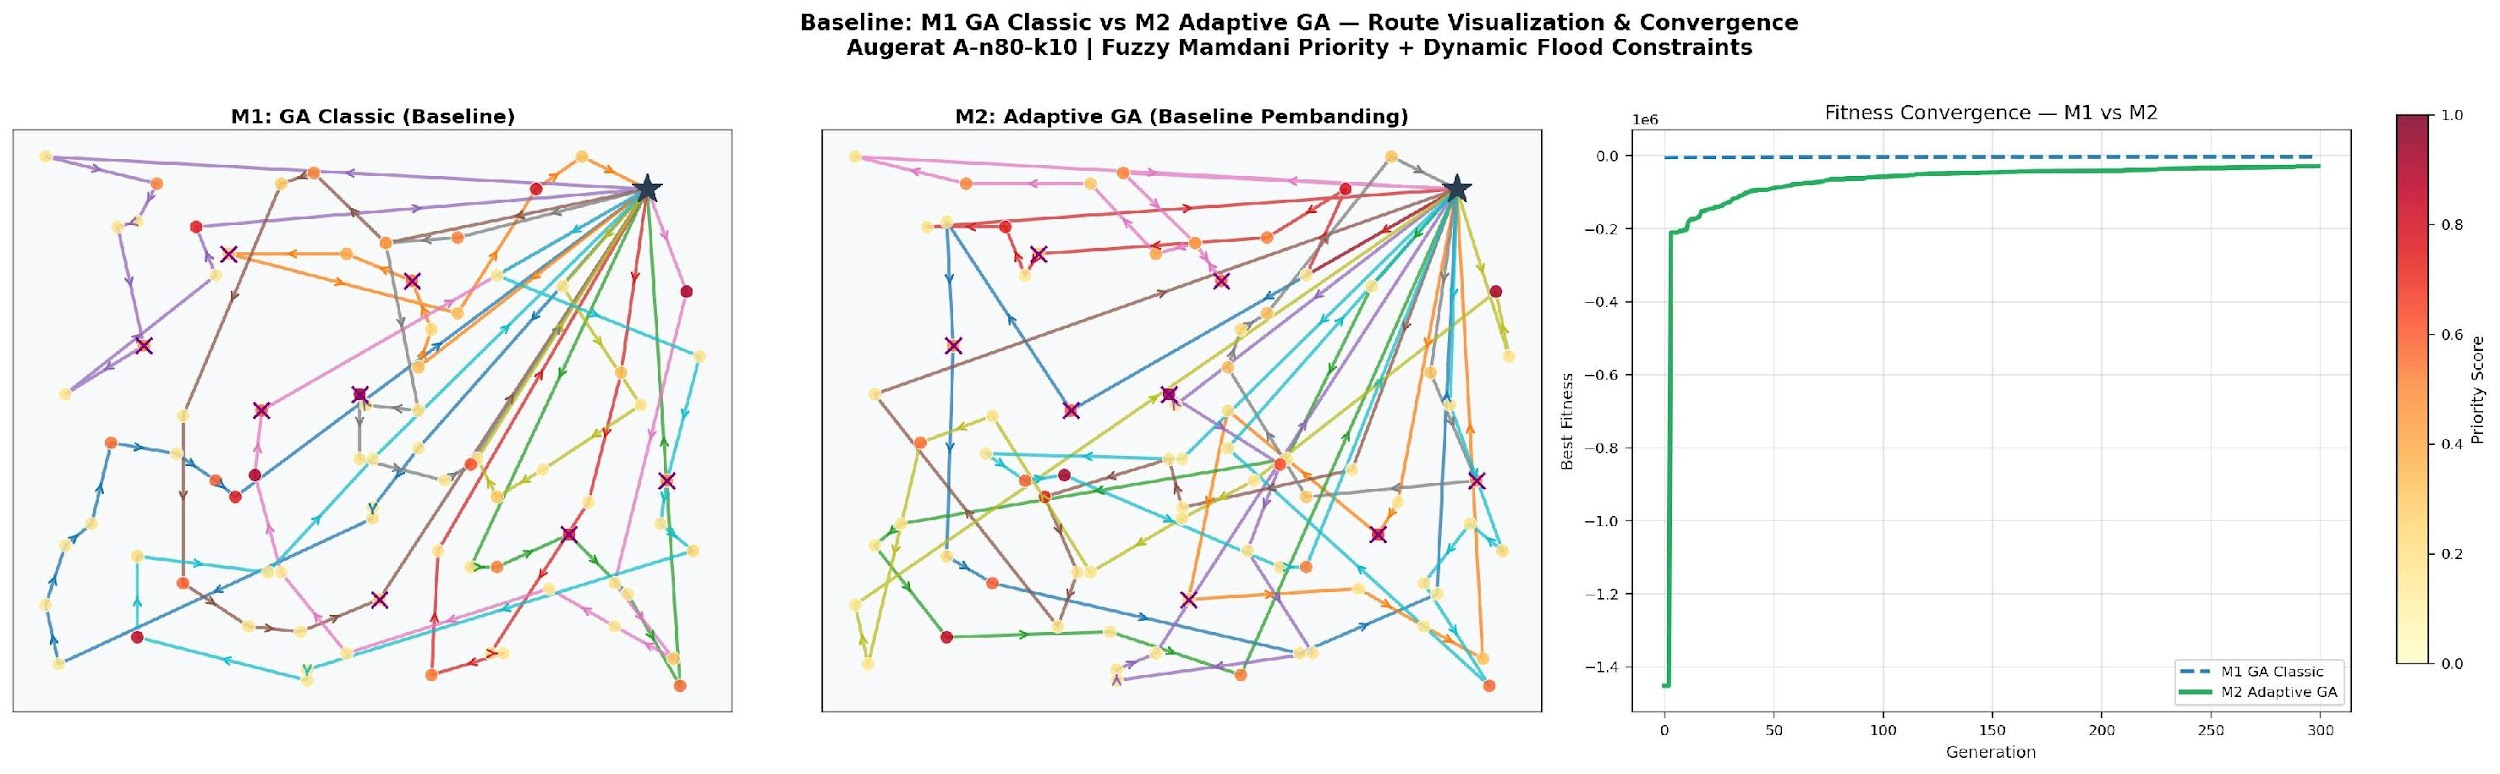 Baseline: M1 GA Classic vs M2 Adaptive GA — Route Visualization & Convergence
Augerat A-n80-k10 | Fuzzy Mamdani Priority + Dynamic Flood Constraints
M1: GA Classic (Baseline)
M2: Adaptive GA (Baseline Pembanding)
Fitness Convergence — M1 vs M2
1e6
0.0
−0.2
−0.4
−0.6
−0.8
−1.0
−1.2
−1.4
Best Fitness
0
50
100
150
200
250
300
Generation
M1 GA Classic
M2 Adaptive GA
1.0
0.8
0.6
0.4
0.2
0.0
Priority Score